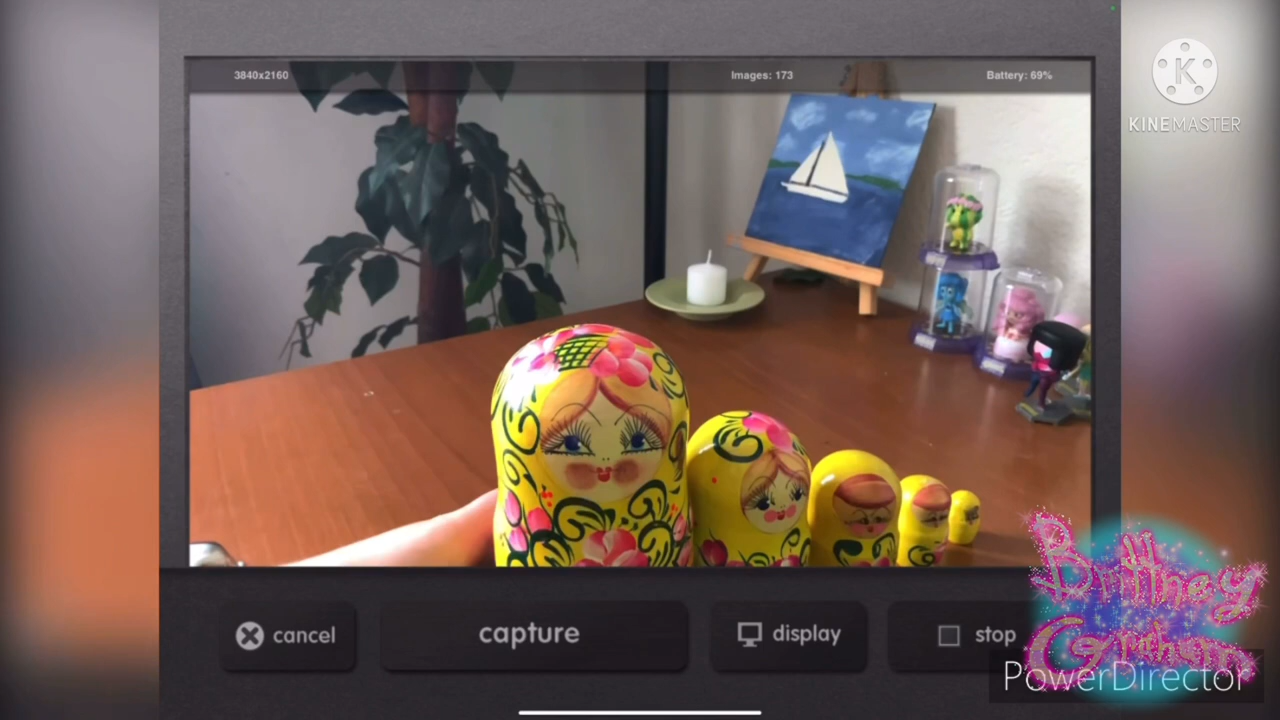 3840x2160
Images: 173
Battery: 69%
K
KINEMASTER
cancel
capture
display
stop
Brittney
Graham
PowerDirector